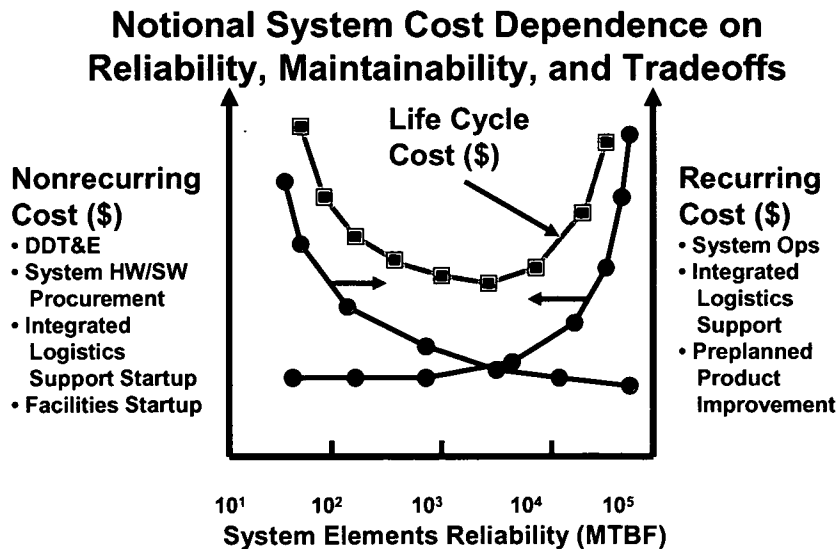 Notional System Cost Dependence on
Reliability, Maintainability, and Tradeoffs
Life Cycle
Cost ($)
Nonrecurring
Cost ($)
• DDT&E
• System HW/SW
Procurement
• Integrated
Logistics
Support Startup
• Facilities Startup
Recurring
Cost ($)
• System Ops
• Integrated
Logistics
Support
• Preplanned
Product
Improvement
10¹ 10² 10³ 10⁴ 10⁵
System Elements Reliability (MTBF)